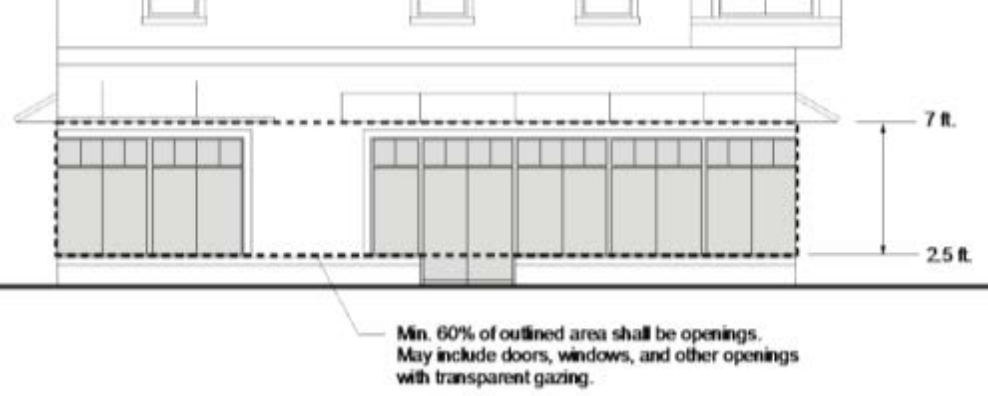 7 ft.
2.5 ft.
Min. 60% of outlined area shall be openings.
May include doors, windows, and other openings
with transparent gazing.